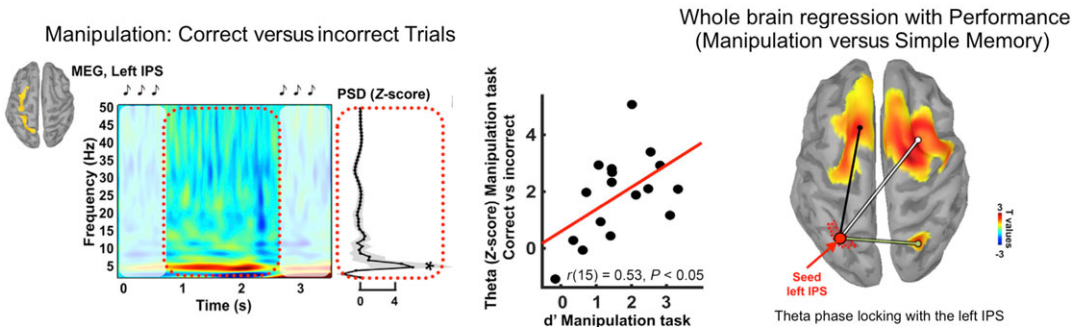 Manipulation: Correct versus incorrect Trials
MEG, Left IPS
♪ ♪ ♪
♪ ♪ ♪
PSD (Z-score)
Frequency (Hz)
50
45
40
35
30
25
20
15
10
5
0 1 2 3
Time (s)
*
0 4
Theta (Z-score) Manipulation task
Correct vs incorrect
4
2
0
r(15) = 0.53, P < 0.05
0 1 2 3 4
d' Manipulation task
Whole brain regression with Performance
(Manipulation versus Simple Memory)
3
-3
T values
Seed
left IPS
Theta phase locking with the left IPS